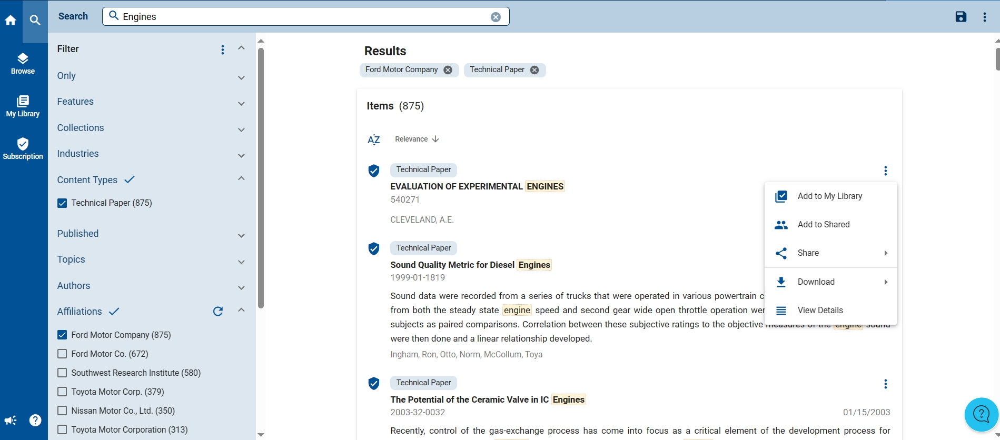 Search
Engines
Browse
My Library
Subscription
Filter
Only
Features
Collections
Industries
Content Types
Technical Paper (875)
Published
Topics
Authors
Affiliations
Ford Motor Company (875)
Ford Motor Co. (672)
Southwest Research Institute (580)
Toyota Motor Corp. (379)
Nissan Motor Co., Ltd. (350)
Toyota Motor Corporation (313)
Results
Ford Motor Company
Technical Paper
Items (875)
AZ Relevance
Technical Paper
EVALUATION OF EXPERIMENTAL ENGINES
540271
CLEVELAND, A.E.
Technical Paper
Sound Quality Metric for Diesel Engines
1999-01-1819
Sound data were recorded from a series of trucks that were operated in various powertrain c
from both the steady state engine speed and second gear wide open throttle operation wer
subjects as paired comparisons. Correlation between these subjective ratings to the objective measures of the engine sound
were then done and a linear relationship developed.
Ingham, Ron, Otto, Norm, McCollum, Toya
Technical Paper
The Potential of the Ceramic Valve in IC Engines
2003-32-0032 01/15/2003
Recently, control of the gas-exchange process has come into focus as a critical element of the development process for
Add to My Library
Add to Shared
Share
Download
View Details